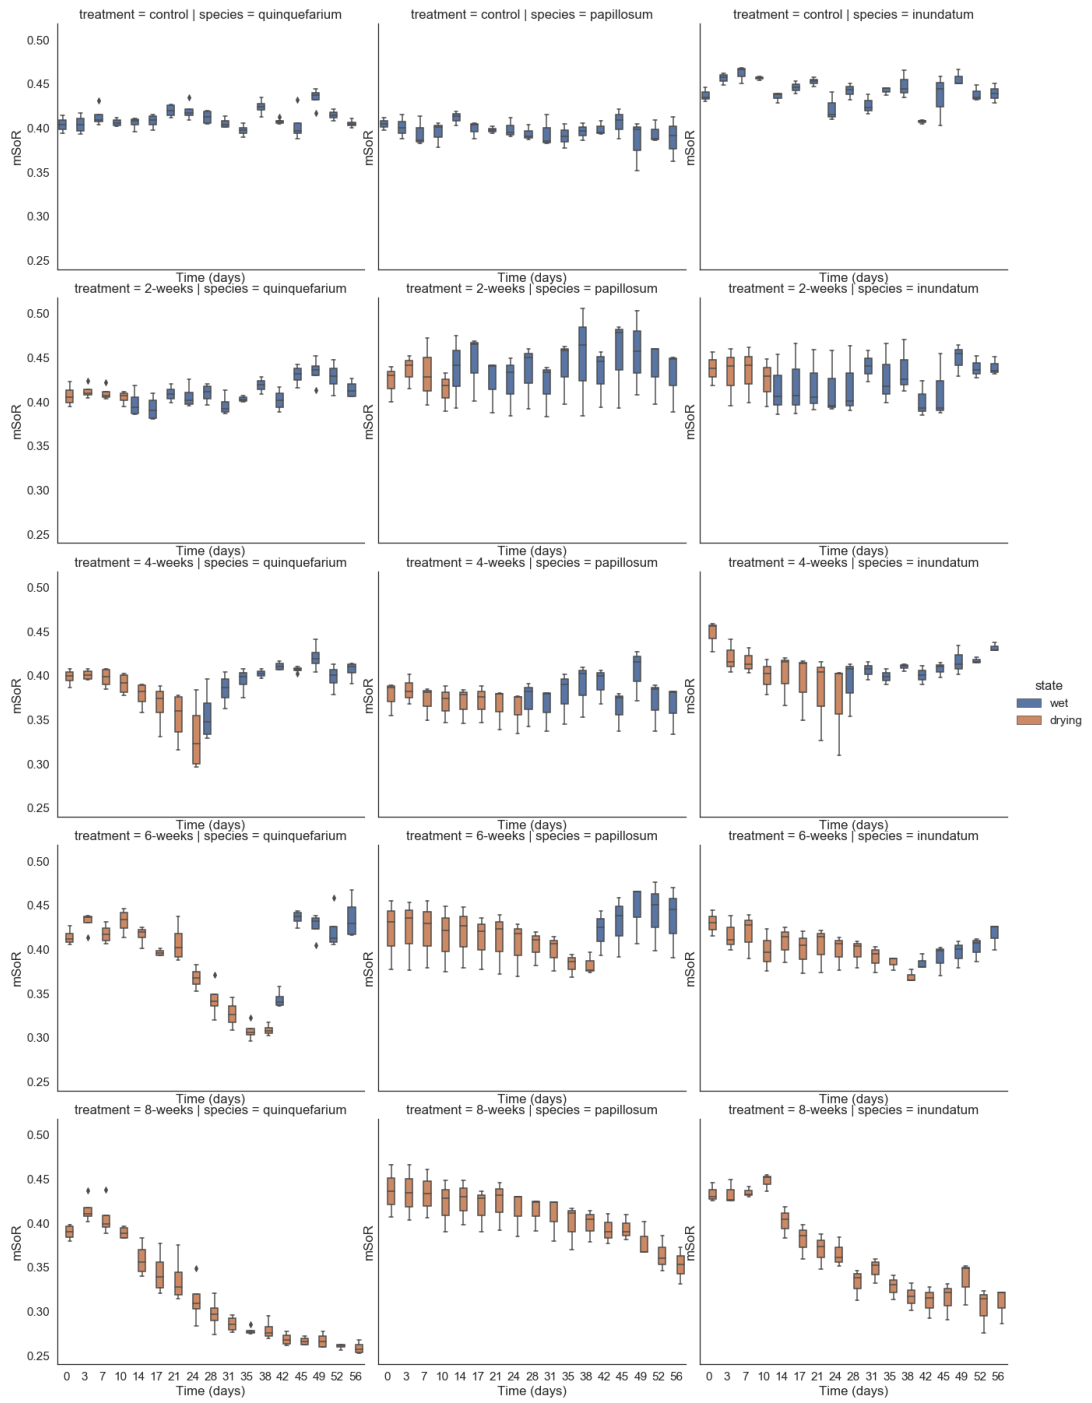 treatment = control | species = quinquefarium
treatment = control | species = papillosum
treatment = control | species = inundatum
0.50
0.45
0.40
0.35
0.30
0.25
mSoR
mSoR
mSoR
Time (days)
Time (days)
Time (days)
treatment = 2-weeks | species = quinquefarium
treatment = 2-weeks | species = papillosum
treatment = 2-weeks | species = inundatum
0.50
0.45
0.40
0.35
0.30
0.25
mSoR
mSoR
mSoR
Time (days)
Time (days)
Time (days)
treatment = 4-weeks | species = quinquefarium
treatment = 4-weeks | species = papillosum
treatment = 4-weeks | species = inundatum
0.50
0.45
0.40
0.35
0.30
0.25
mSoR
mSoR
mSoR
state
wet
drying
Time (days)
Time (days)
Time (days)
treatment = 6-weeks | species = quinquefarium
treatment = 6-weeks | species = papillosum
treatment = 6-weeks | species = inundatum
0.50
0.45
0.40
0.35
0.30
0.25
mSoR
mSoR
mSoR
Time (days)
Time (days)
Time (days)
treatment = 8-weeks | species = quinquefarium
treatment = 8-weeks | species = papillosum
treatment = 8-weeks | species = inundatum
0.50
0.45
0.40
0.35
0.30
0.25
mSoR
mSoR
mSoR
0 3 7 10 14 17 21 24 28 31 35 38 42 45 49 52 56
0 3 7 10 14 17 21 24 28 31 35 38 42 45 49 52 56
0 3 7 10 14 17 21 24 28 31 35 38 42 45 49 52 56
Time (days)
Time (days)
Time (days)